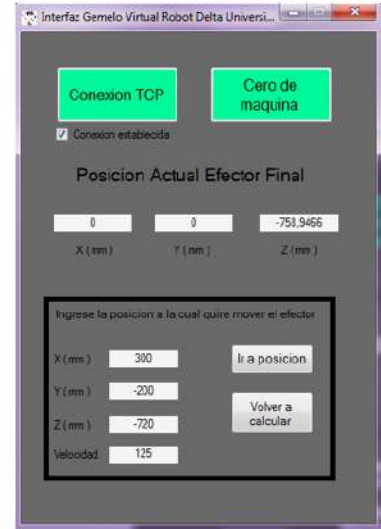 Interfaz Gemelo Virtual Robot Delta Universi...
Conexion TCP
Cero de
maquina
Conexion establecida
Posicion Actual Efector Final
0
0
-758,9466
X ( mm )
Y ( mm )
Z ( mm )
Ingrese la posicion a la cual quire mover el efector
X ( mm )
300
Ir a posicion
Y ( mm )
-200
Volver a
calcular
Z ( mm )
-720
Velocidad
125